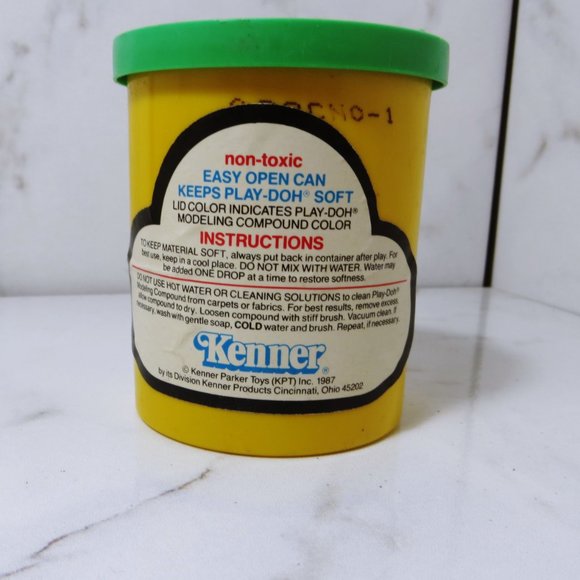 CNO-1
non-toxic
EASY OPEN CAN
KEEPS PLAY-DOH® SOFT
LID COLOR INDICATES PLAY-DOH®
MODELING COMPOUND COLOR
INSTRUCTIONS
TO KEEP MATERIAL SOFT, always put back in container after play. For
best use, keep in a cool place. DO NOT MIX WITH WATER. Water may
be added ONE DROP at a time to restore softness.
DO NOT USE HOT WATER OR CLEANING SOLUTIONS to clean Play-Doh®
Modeling Compound from carpets or fabrics. For best results, remove excess,
allow compound to dry. Loosen compound with stiff brush. Vacuum clean. If
necessary, wash with gentle soap, COLD water and brush. Repeat, if necessary.
Kenner®
© Kenner Parker Toys (KPT) Inc. 1987
by its Division Kenner Products Cincinnati, Ohio 45202